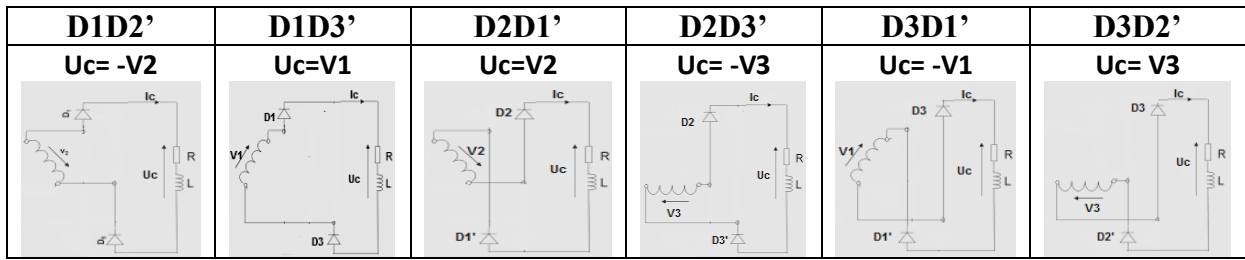 D1D2’ D1D3’ D2D1’ D2D3’ D3D1’ D3D2’
Uc= -V2 Uc=V1 Uc=V2 Uc= -V3 Uc= -V1 Uc= V3
Ic
D₁
V₂
R
Uc
L
Ic
D1
V1
R
Uc
L
D3
Ic
D2
V2
R
Uc
L
D1'
Ic
D2
R
Uc
L
V3
D3'
Ic
D3
V1
R
Uc
L
D1'
Ic
D3
R
Uc
L
V3
D2'